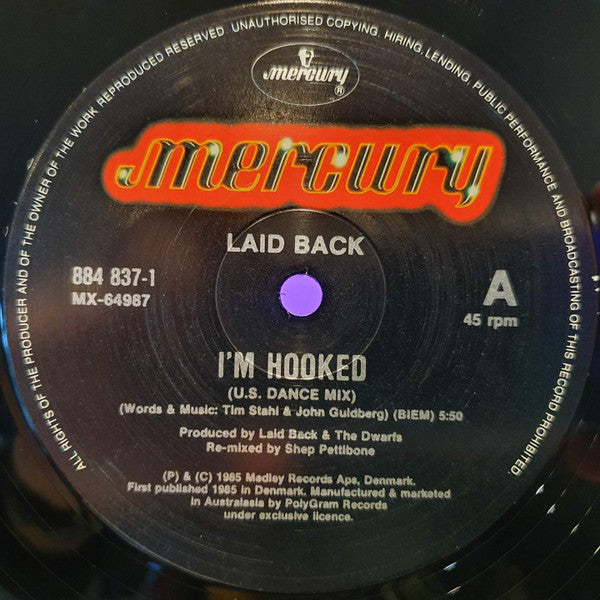 ALL RIGHTS OF THE PRODUCER AND OF THE OWNER OF THE WORK REPRODUCED RESERVED. UNAUTHORISED COPYING, HIRING, LENDING, PUBLIC PERFORMANCE AND BROADCASTING OF THIS RECORD PROHIBITED.
mercury
®
mercury
LAID BACK
884 837-1
MX-64987
A
45 rpm
I'M HOOKED
(U.S. DANCE MIX)
(Words & Music: Tim Stahl & John Guldberg) (BIEM) 5:50
Produced by Laid Back & The Dwarfs
Re-mixed by Shep Pettibone
(P) & (C) 1985 Medley Records Aps, Denmark.
First published 1985 in Denmark. Manufactured & marketed
in Australasia by PolyGram Records
under exclusive licence.